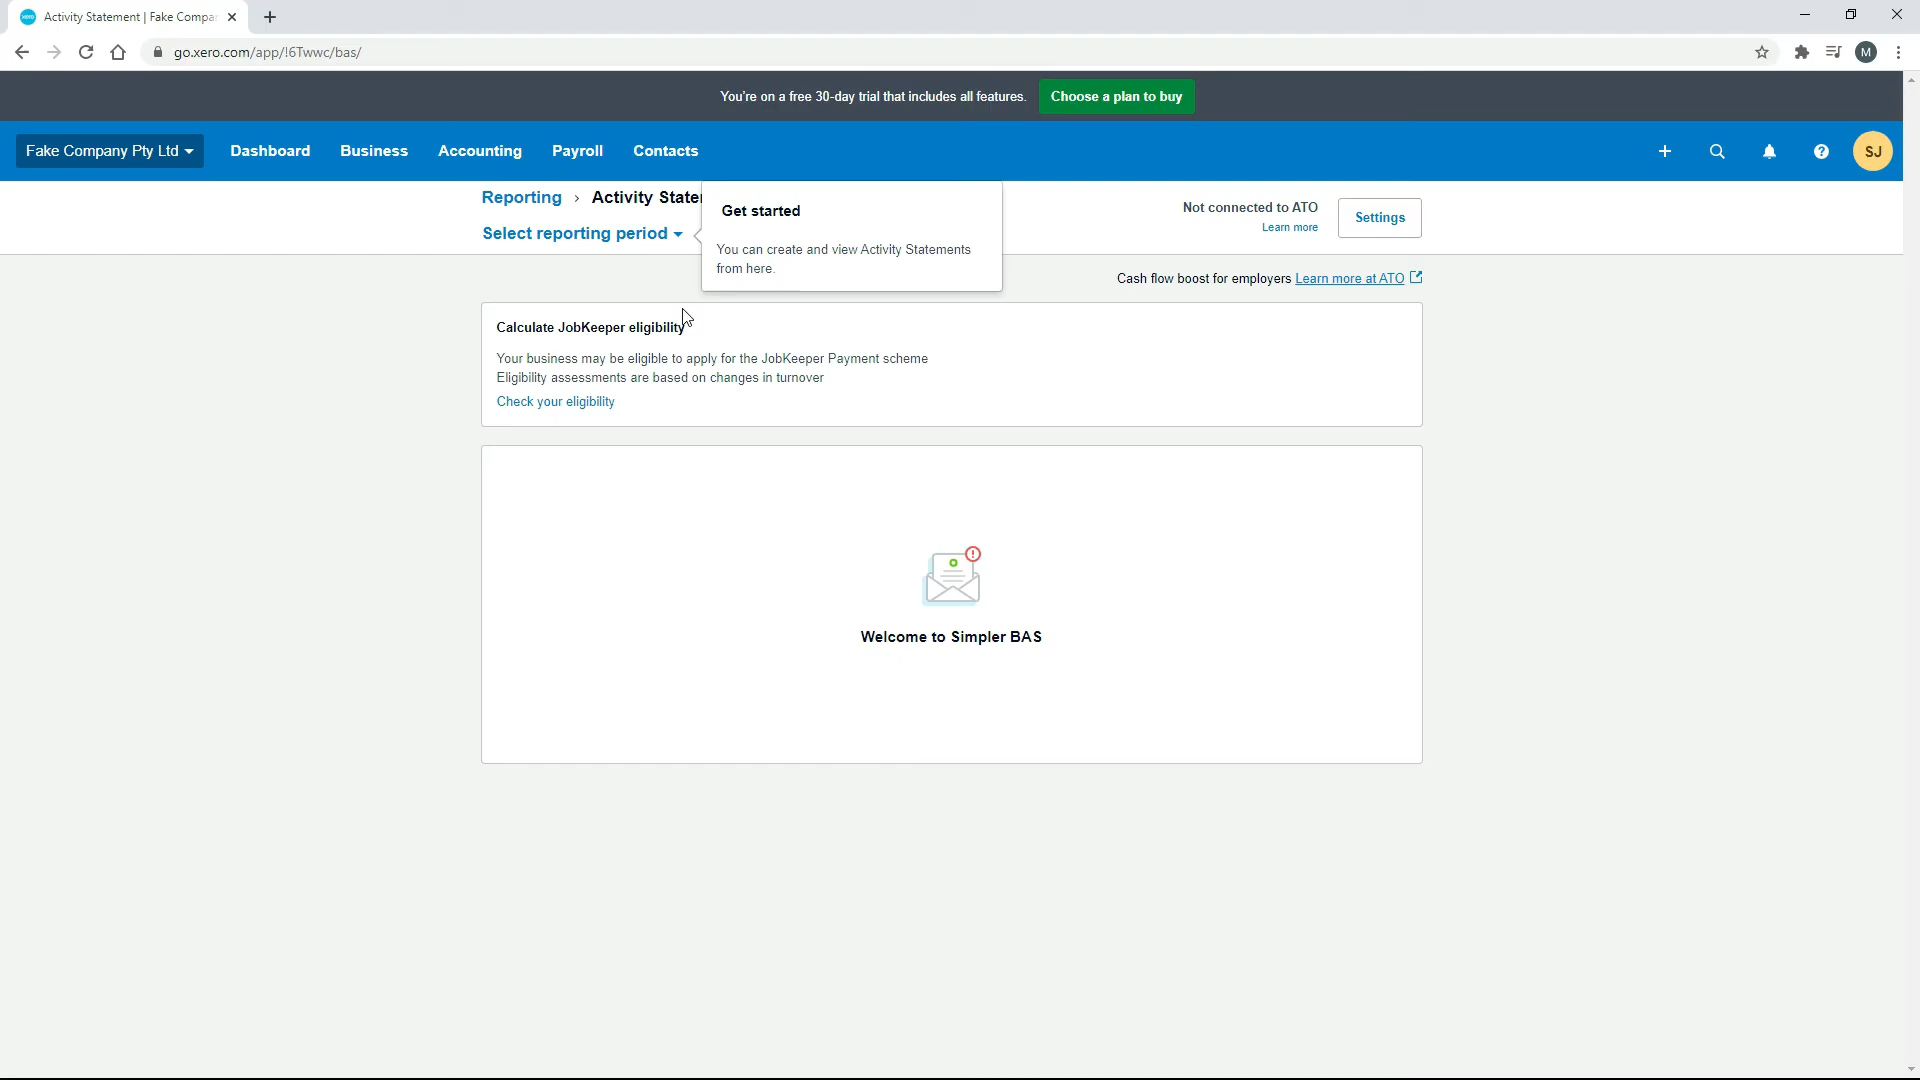 Activity Statement | Fake Compar
go.xero.com/app/!6Twwc/bas/
M
You're on a free 30-day trial that includes all features. Choose a plan to buy
Fake Company Pty Ltd Dashboard Business Accounting Payroll Contacts SJ
Reporting › Activity Stater
Select reporting period
Get started
You can create and view Activity Statements
from here.
Not connected to ATO
Learn more
Settings
Cash flow boost for employers Learn more at ATO
Calculate JobKeeper eligibility
Your business may be eligible to apply for the JobKeeper Payment scheme
Eligibility assessments are based on changes in turnover
Check your eligibility
Welcome to Simpler BAS